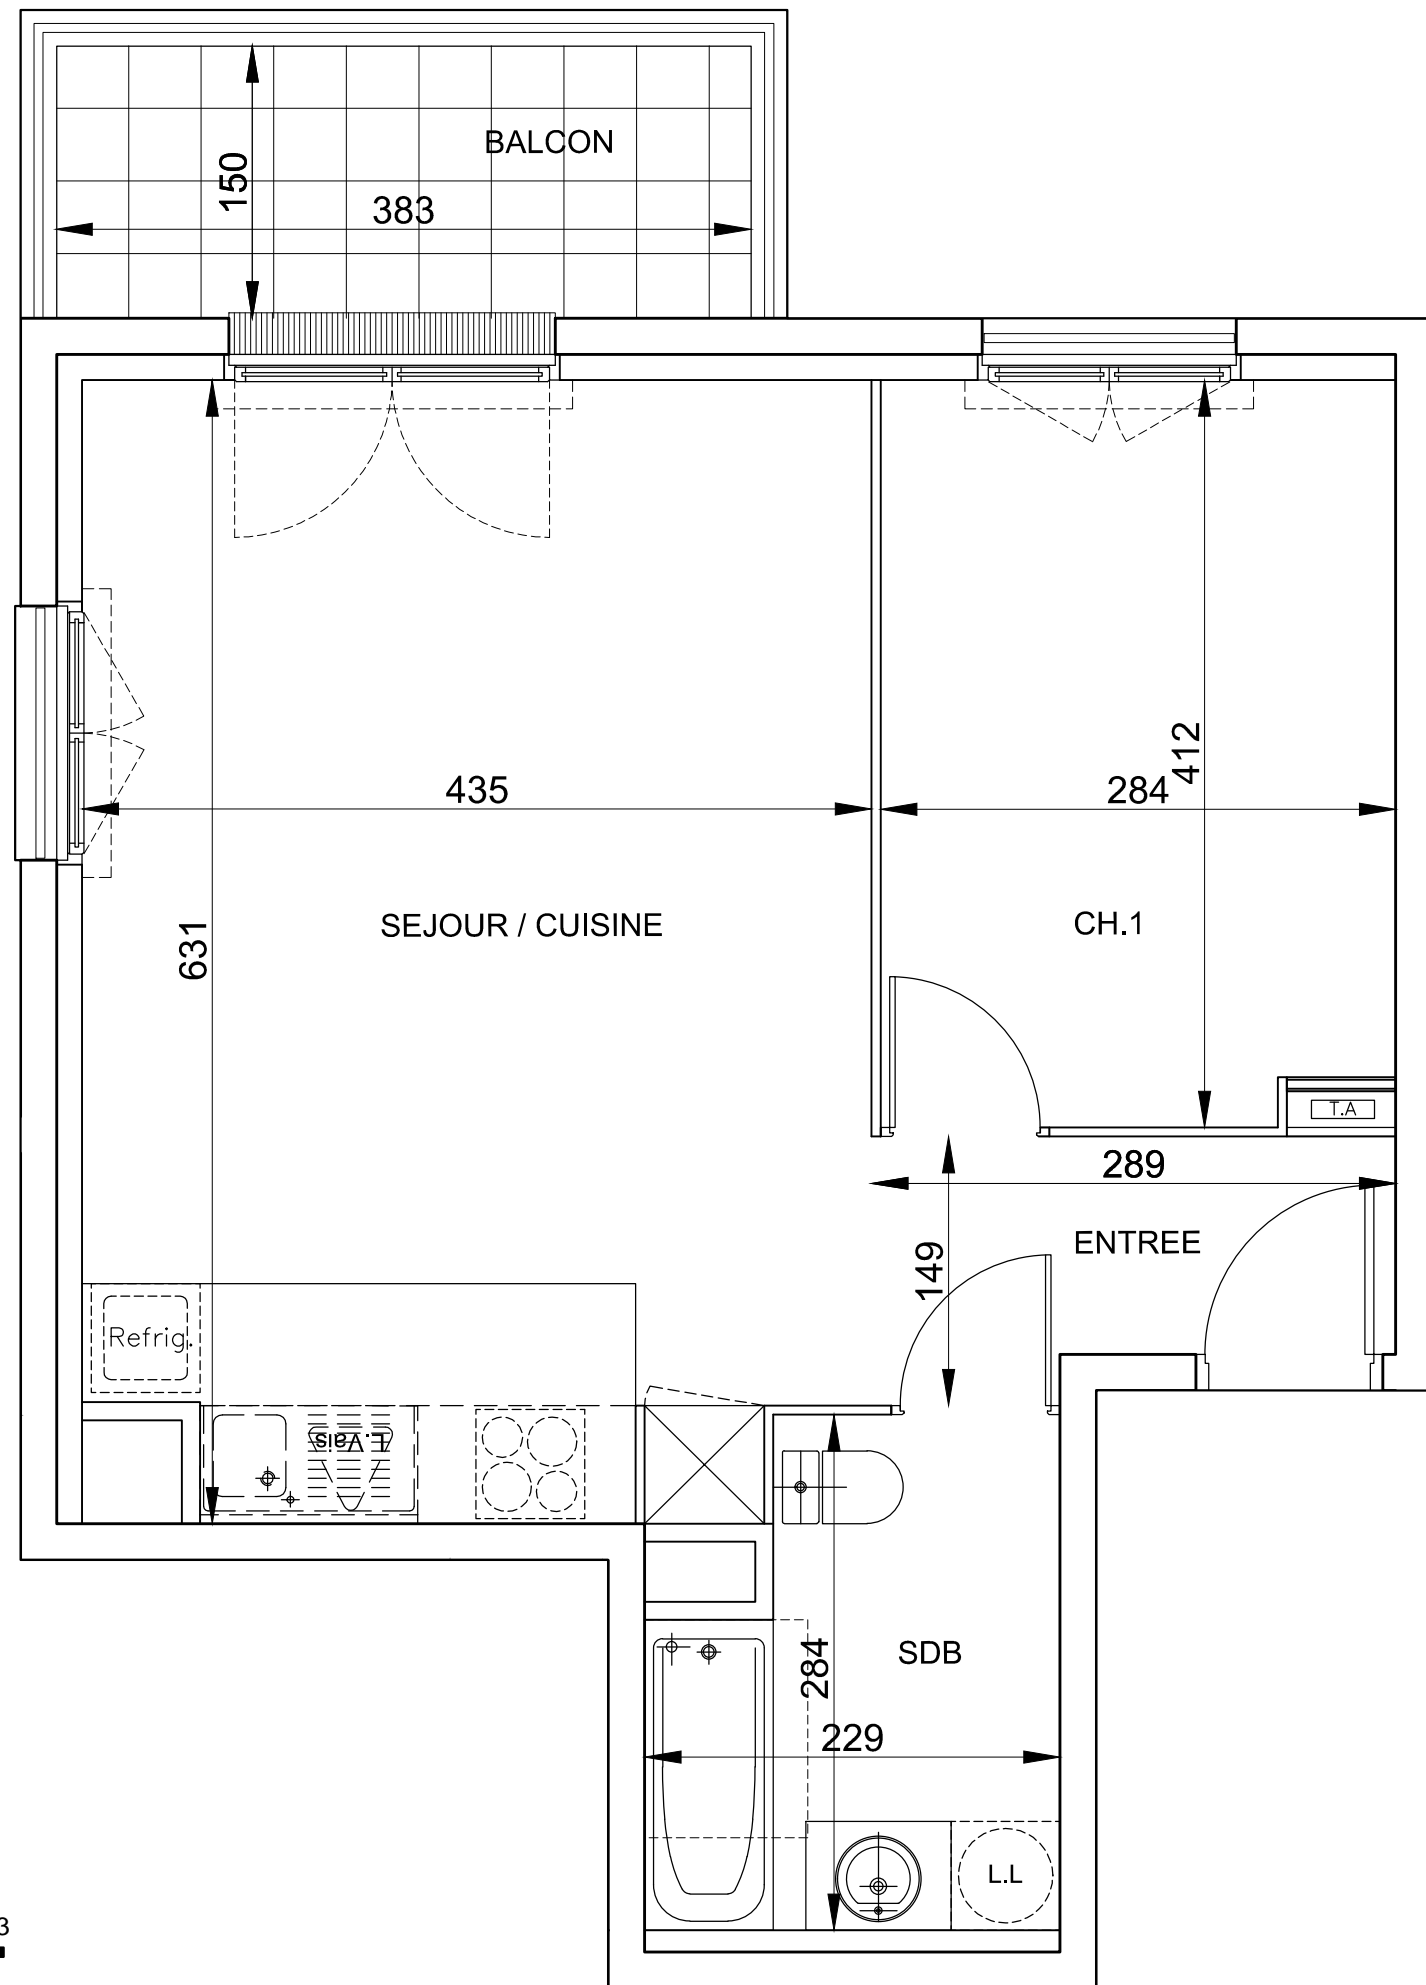 BALCON
150
383
435
284
412
631
SEJOUR / CUISINE
CH.1
T.A
289
149
ENTREE
Refrig.
L.Vais
284
SDB
229
L.L
3